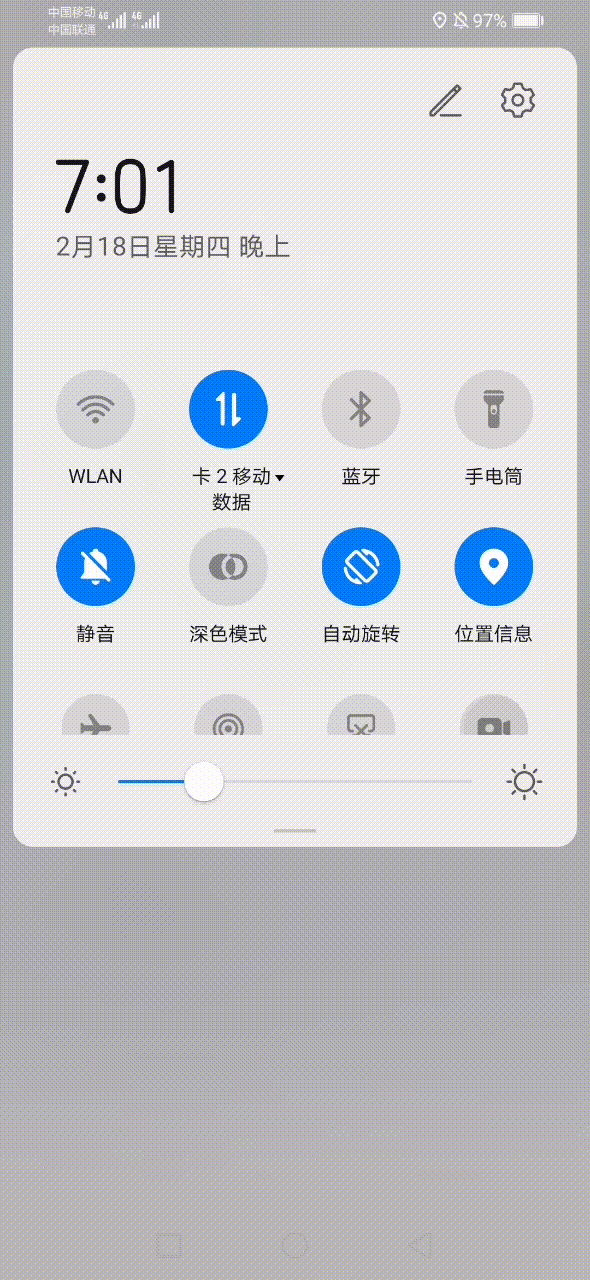 中国移动 4G 4G 97%
中国联通
7:01
2月18日星期四 晚上
WLAN 卡 2 移动 蓝牙 手电筒
数据
静音 深色模式 自动旋转 位置信息